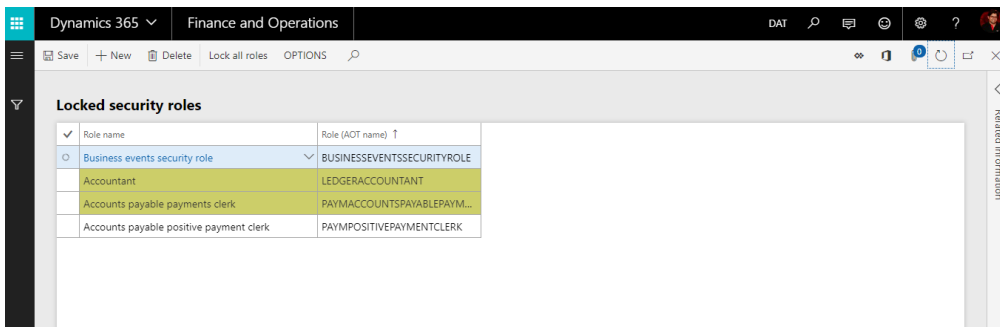 Dynamics 365 Finance and Operations DAT ?
Save + New Delete Lock all roles OPTIONS 0
Locked security roles
Role name Role (AOT name) ↑
Business events security role BUSINESSEVENTSSECURITYROLE
Accountant LEDGERACCOUNTANT
Accounts payable payments clerk PAYMACCOUNTSPAYABLEPAYM...
Accounts payable positive payment clerk PAYMPOSITIVEPAYMENTCLERK
Related information